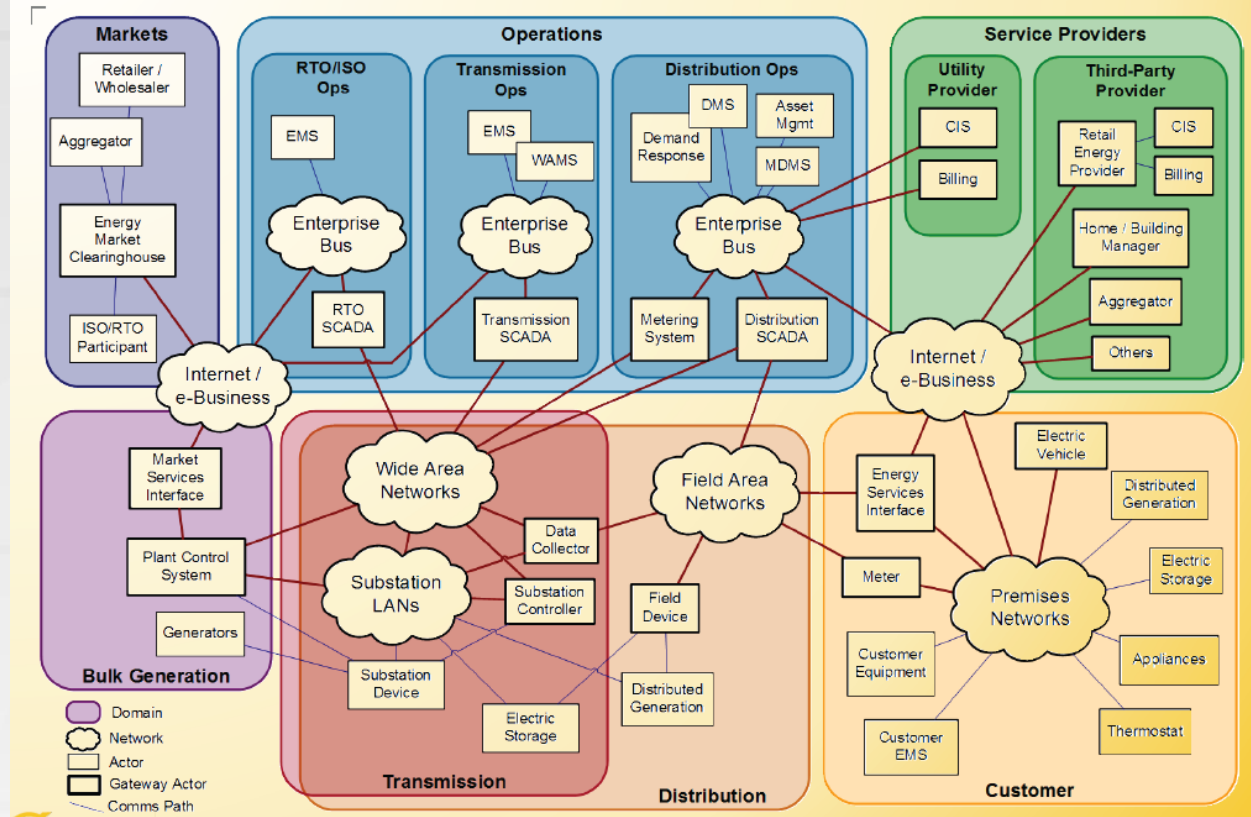 Markets
Retailer /
Wholesaler
Aggregator
Energy
Market
Clearinghouse
ISO/RTO
Participant
Operations
RTO/ISO
Ops
EMS
Enterprise
Bus
RTO
SCADA
Transmission
Ops
EMS
WAMS
Enterprise
Bus
Transmission
SCADA
Distribution Ops
DMS
Asset
Mgmt
Demand
Response
MDMS
Enterprise
Bus
Metering
System
Distribution
SCADA
Service Providers
Utility
Provider
CIS
Billing
Third-Party
Provider
Retail
Energy
Provider
CIS
Billing
Home / Building
Manager
Aggregator
Others
Internet /
e-Business
Internet /
e-Business
Market
Services
Interface
Plant Control
System
Generators
Bulk Generation
Wide Area
Networks
Substation
LANs
Data
Collector
Substation
Controller
Substation
Device
Electric
Storage
Transmission
Field Area
Networks
Field
Device
Distributed
Generation
Distribution
Energy
Services
Interface
Meter
Electric
Vehicle
Distributed
Generation
Electric
Storage
Premises
Networks
Appliances
Thermostat
Customer
Equipment
Customer
EMS
Customer
Domain
Network
Actor
Gateway Actor
Comms Path